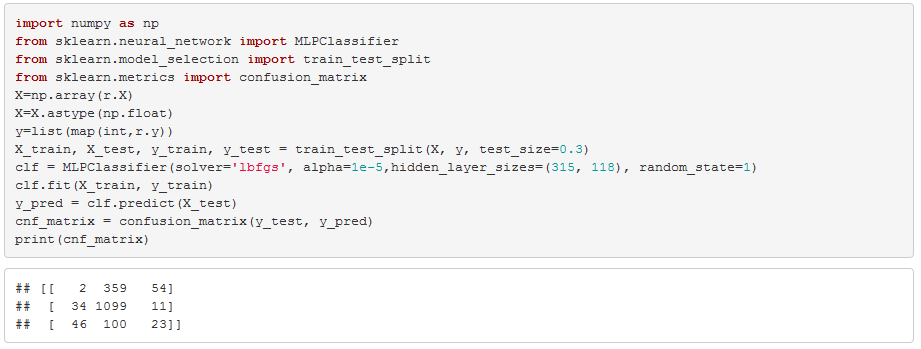 import numpy as np
from sklearn.neural_network import MLPClassifier
from sklearn.model_selection import train_test_split
from sklearn.metrics import confusion_matrix
X=np.array(r.X)
X=X.astype(np.float)
y=list(map(int,r.y))
X_train, X_test, y_train, y_test = train_test_split(X, y, test_size=0.3)
clf = MLPClassifier(solver='lbfgs', alpha=1e-5,hidden_layer_sizes=(315, 118), random_state=1)
clf.fit(X_train, y_train)
y_pred = clf.predict(X_test)
cnf_matrix = confusion_matrix(y_test, y_pred)
print(cnf_matrix)
## [[   2  359   54]
##  [  34 1099   11]
##  [  46  100   23]]